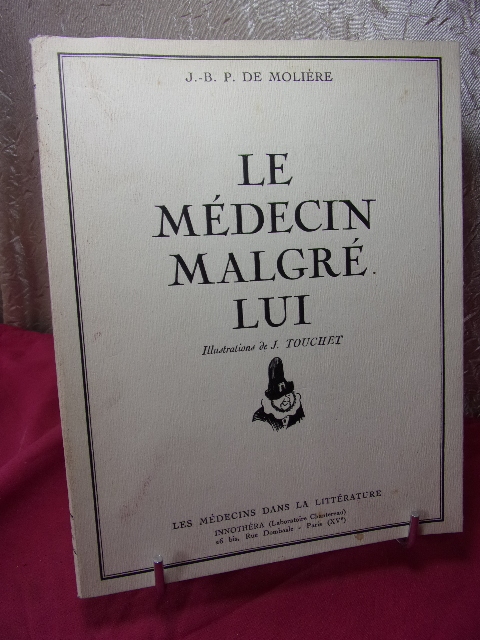 J.-B. P. DE MOLIÈRE
LE
MÉDECIN
MALGRÉ
LUI
Illustrations de J. TOUCHET
LES MÉDECINS DANS LA LITTÉRATURE
INNOTHÉRA (Laboratoire Chantereau)
26 bis, Rue Dombasle - Paris (XVe)